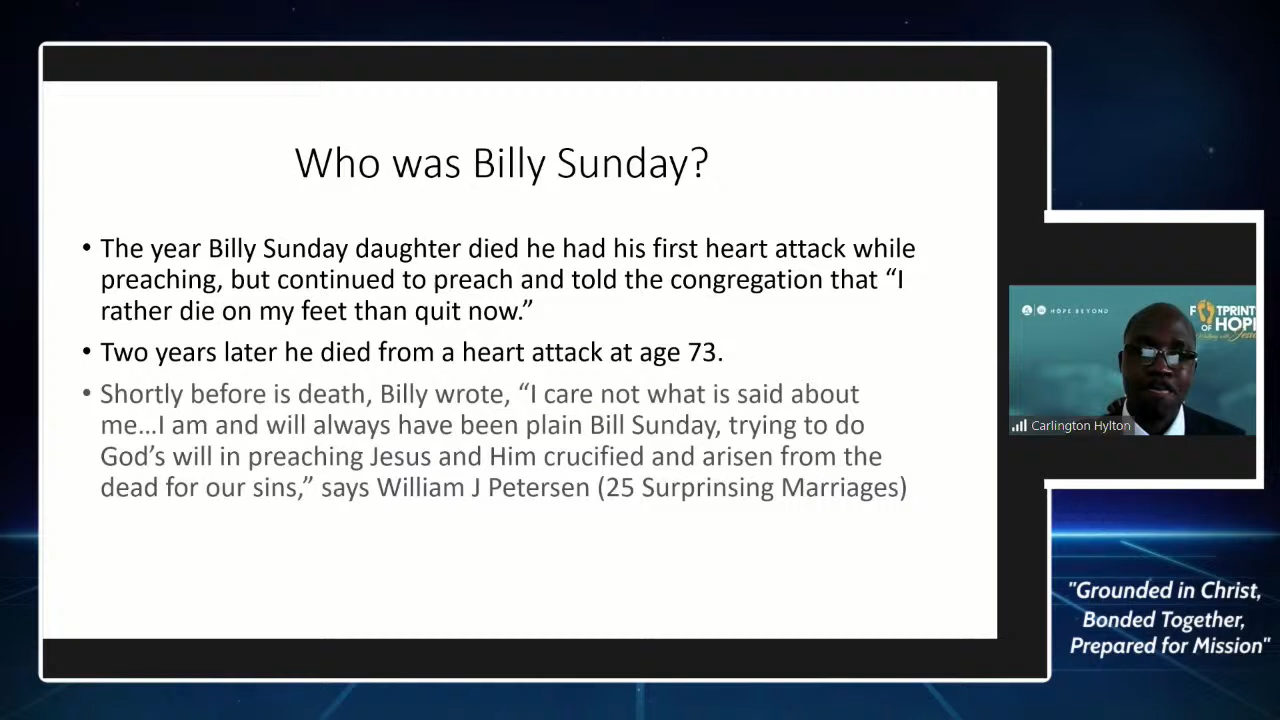 Who was Billy Sunday?
• The year Billy Sunday daughter died he had his first heart attack while
preaching, but continued to preach and told the congregation that “I
rather die on my feet than quit now.”
• Two years later he died from a heart attack at age 73.
• Shortly before is death, Billy wrote, “I care not what is said about
me...I am and will always have been plain Bill Sunday, trying to do
God’s will in preaching Jesus and Him crucified and arisen from the
dead for our sins,” says William J Petersen (25 Surprinsing Marriages)
HOPE BEYOND
F TPRINT
OF HOPE
Carlington Hylton
"Grounded in Christ,
Bonded Together,
Prepared for Mission"